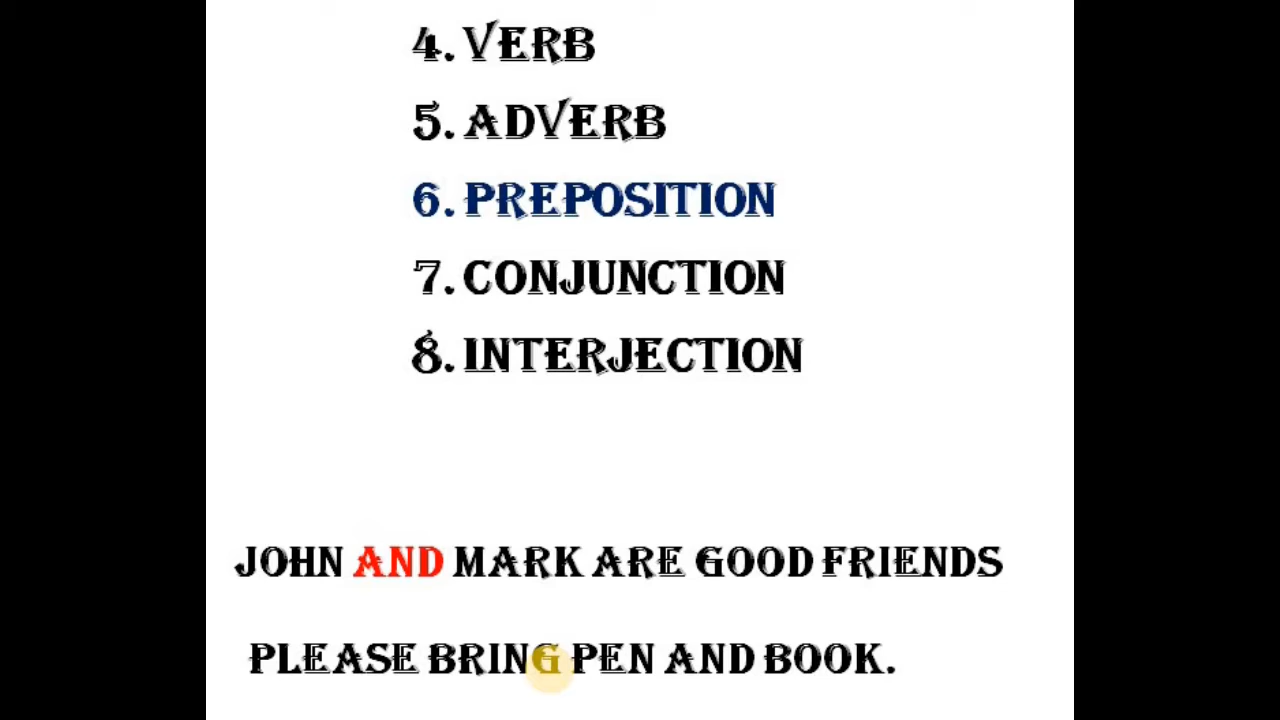 4. VERB
5. ADVERB
6. PREPOSITION
7. CONJUNCTION
8. INTERJECTION
JOHN AND MARK ARE GOOD FRIENDS
PLEASE BRING PEN AND BOOK.